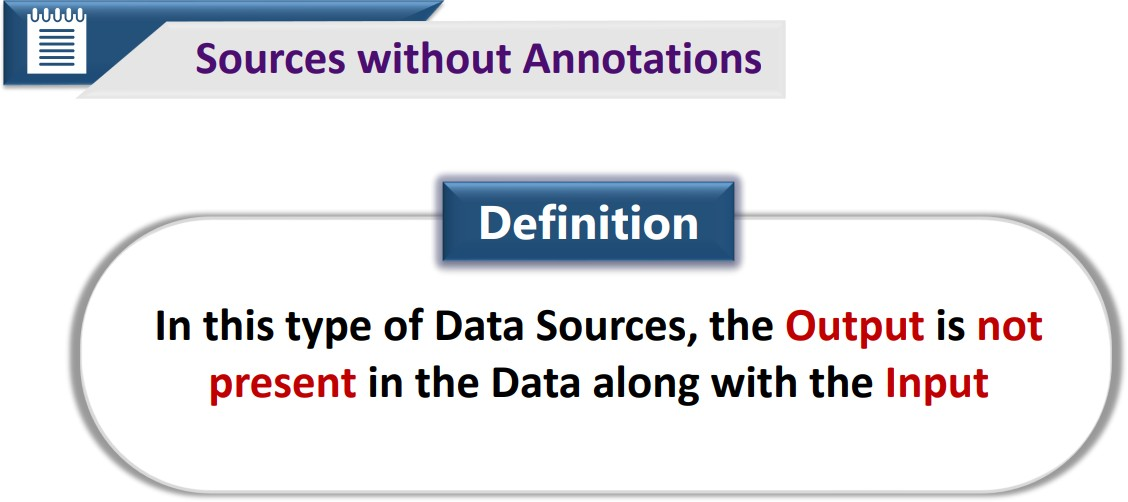 Sources without Annotations
Definition
In this type of Data Sources, the Output is not
present in the Data along with the Input